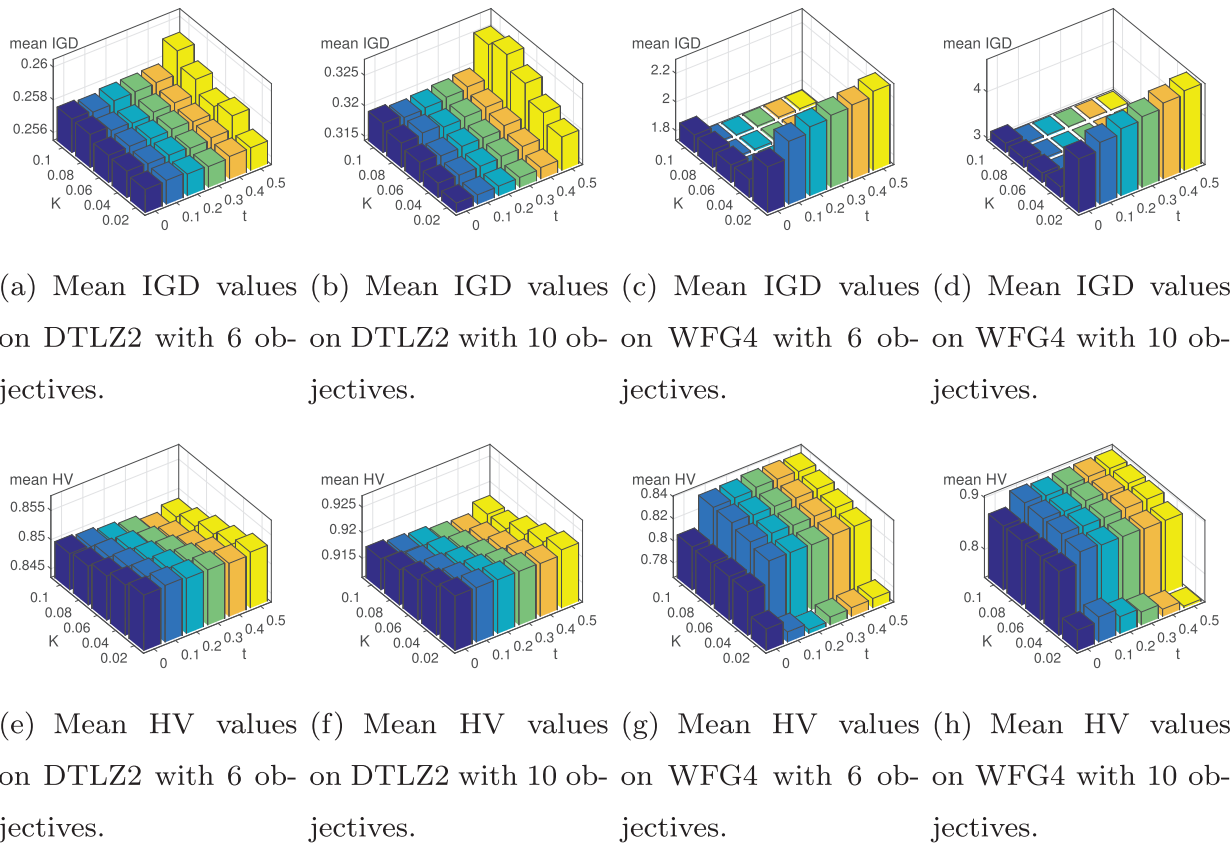 mean IGD mean IGD mean IGD mean IGD
0.26 0.325 2.2 4
0.258 0.32 2 3
0.256 0.315 1.8
0.1 0.08 0.06 0.04 0.02 K 0 0.1 0.2 0.3 0.4 0.5 t
0.1 0.08 0.06 0.04 0.02 K 0 0.1 0.2 0.3 0.4 0.5 t
0.1 0.08 0.06 0.04 0.02 K 0 0.1 0.2 0.3 0.4 0.5 t
0.1 0.08 0.06 0.04 0.02 K 0 0.1 0.2 0.3 0.4 0.5 t
(a) Mean IGD values
on DTLZ2 with 6 ob-
jectives.
(b) Mean IGD values
on DTLZ2 with 10 ob-
jectives.
(c) Mean IGD values
on WFG4 with 6 ob-
jectives.
(d) Mean IGD values
on WFG4 with 10 ob-
jectives.
mean HV mean HV mean HV mean HV
0.855 0.925 0.84 0.9
0.85 0.92 0.82 0.8
0.845 0.915 0.8
0.78
0.1 0.08 0.06 0.04 0.02 K 0 0.1 0.2 0.3 0.4 0.5 t
0.1 0.08 0.06 0.04 0.02 K 0 0.1 0.2 0.3 0.4 0.5 t
0.1 0.08 0.06 0.04 0.02 K 0 0.1 0.2 0.3 0.4 0.5 t
0.1 0.08 0.06 0.04 0.02 K 0 0.1 0.2 0.3 0.4 0.5 t
(e) Mean HV values
on DTLZ2 with 6 ob-
jectives.
(f) Mean HV values
on DTLZ2 with 10 ob-
jectives.
(g) Mean HV values
on WFG4 with 6 ob-
jectives.
(h) Mean HV values
on WFG4 with 10 ob-
jectives.